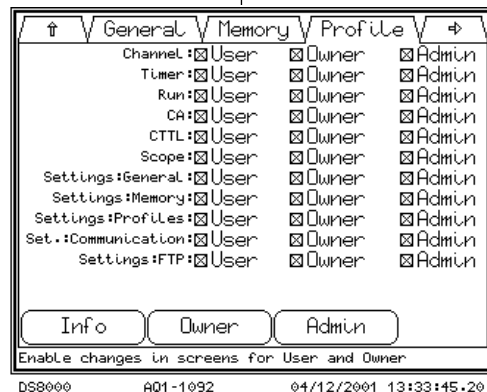 ⇧ General Memory Profile ➩
Channel:☒User ☒Owner ☒Admin
Timer:☒User ☒Owner ☒Admin
Run:☒User ☒Owner ☒Admin
CA:☒User ☒Owner ☒Admin
CTTL:☒User ☒Owner ☒Admin
Scope:☒User ☒Owner ☒Admin
Settings:General:☒User ☒Owner ☒Admin
Settings:Memory:☒User ☒Owner ☒Admin
Settings:Profiles:☒User ☒Owner ☒Admin
Set.:Communication:☒User ☒Owner ☒Admin
Settings:FTP:☒User ☒Owner ☒Admin
Info Owner Admin
Enable changes in screens for User and Owner
DS8000 A01-1092 04/12/2001 13:33:45.20